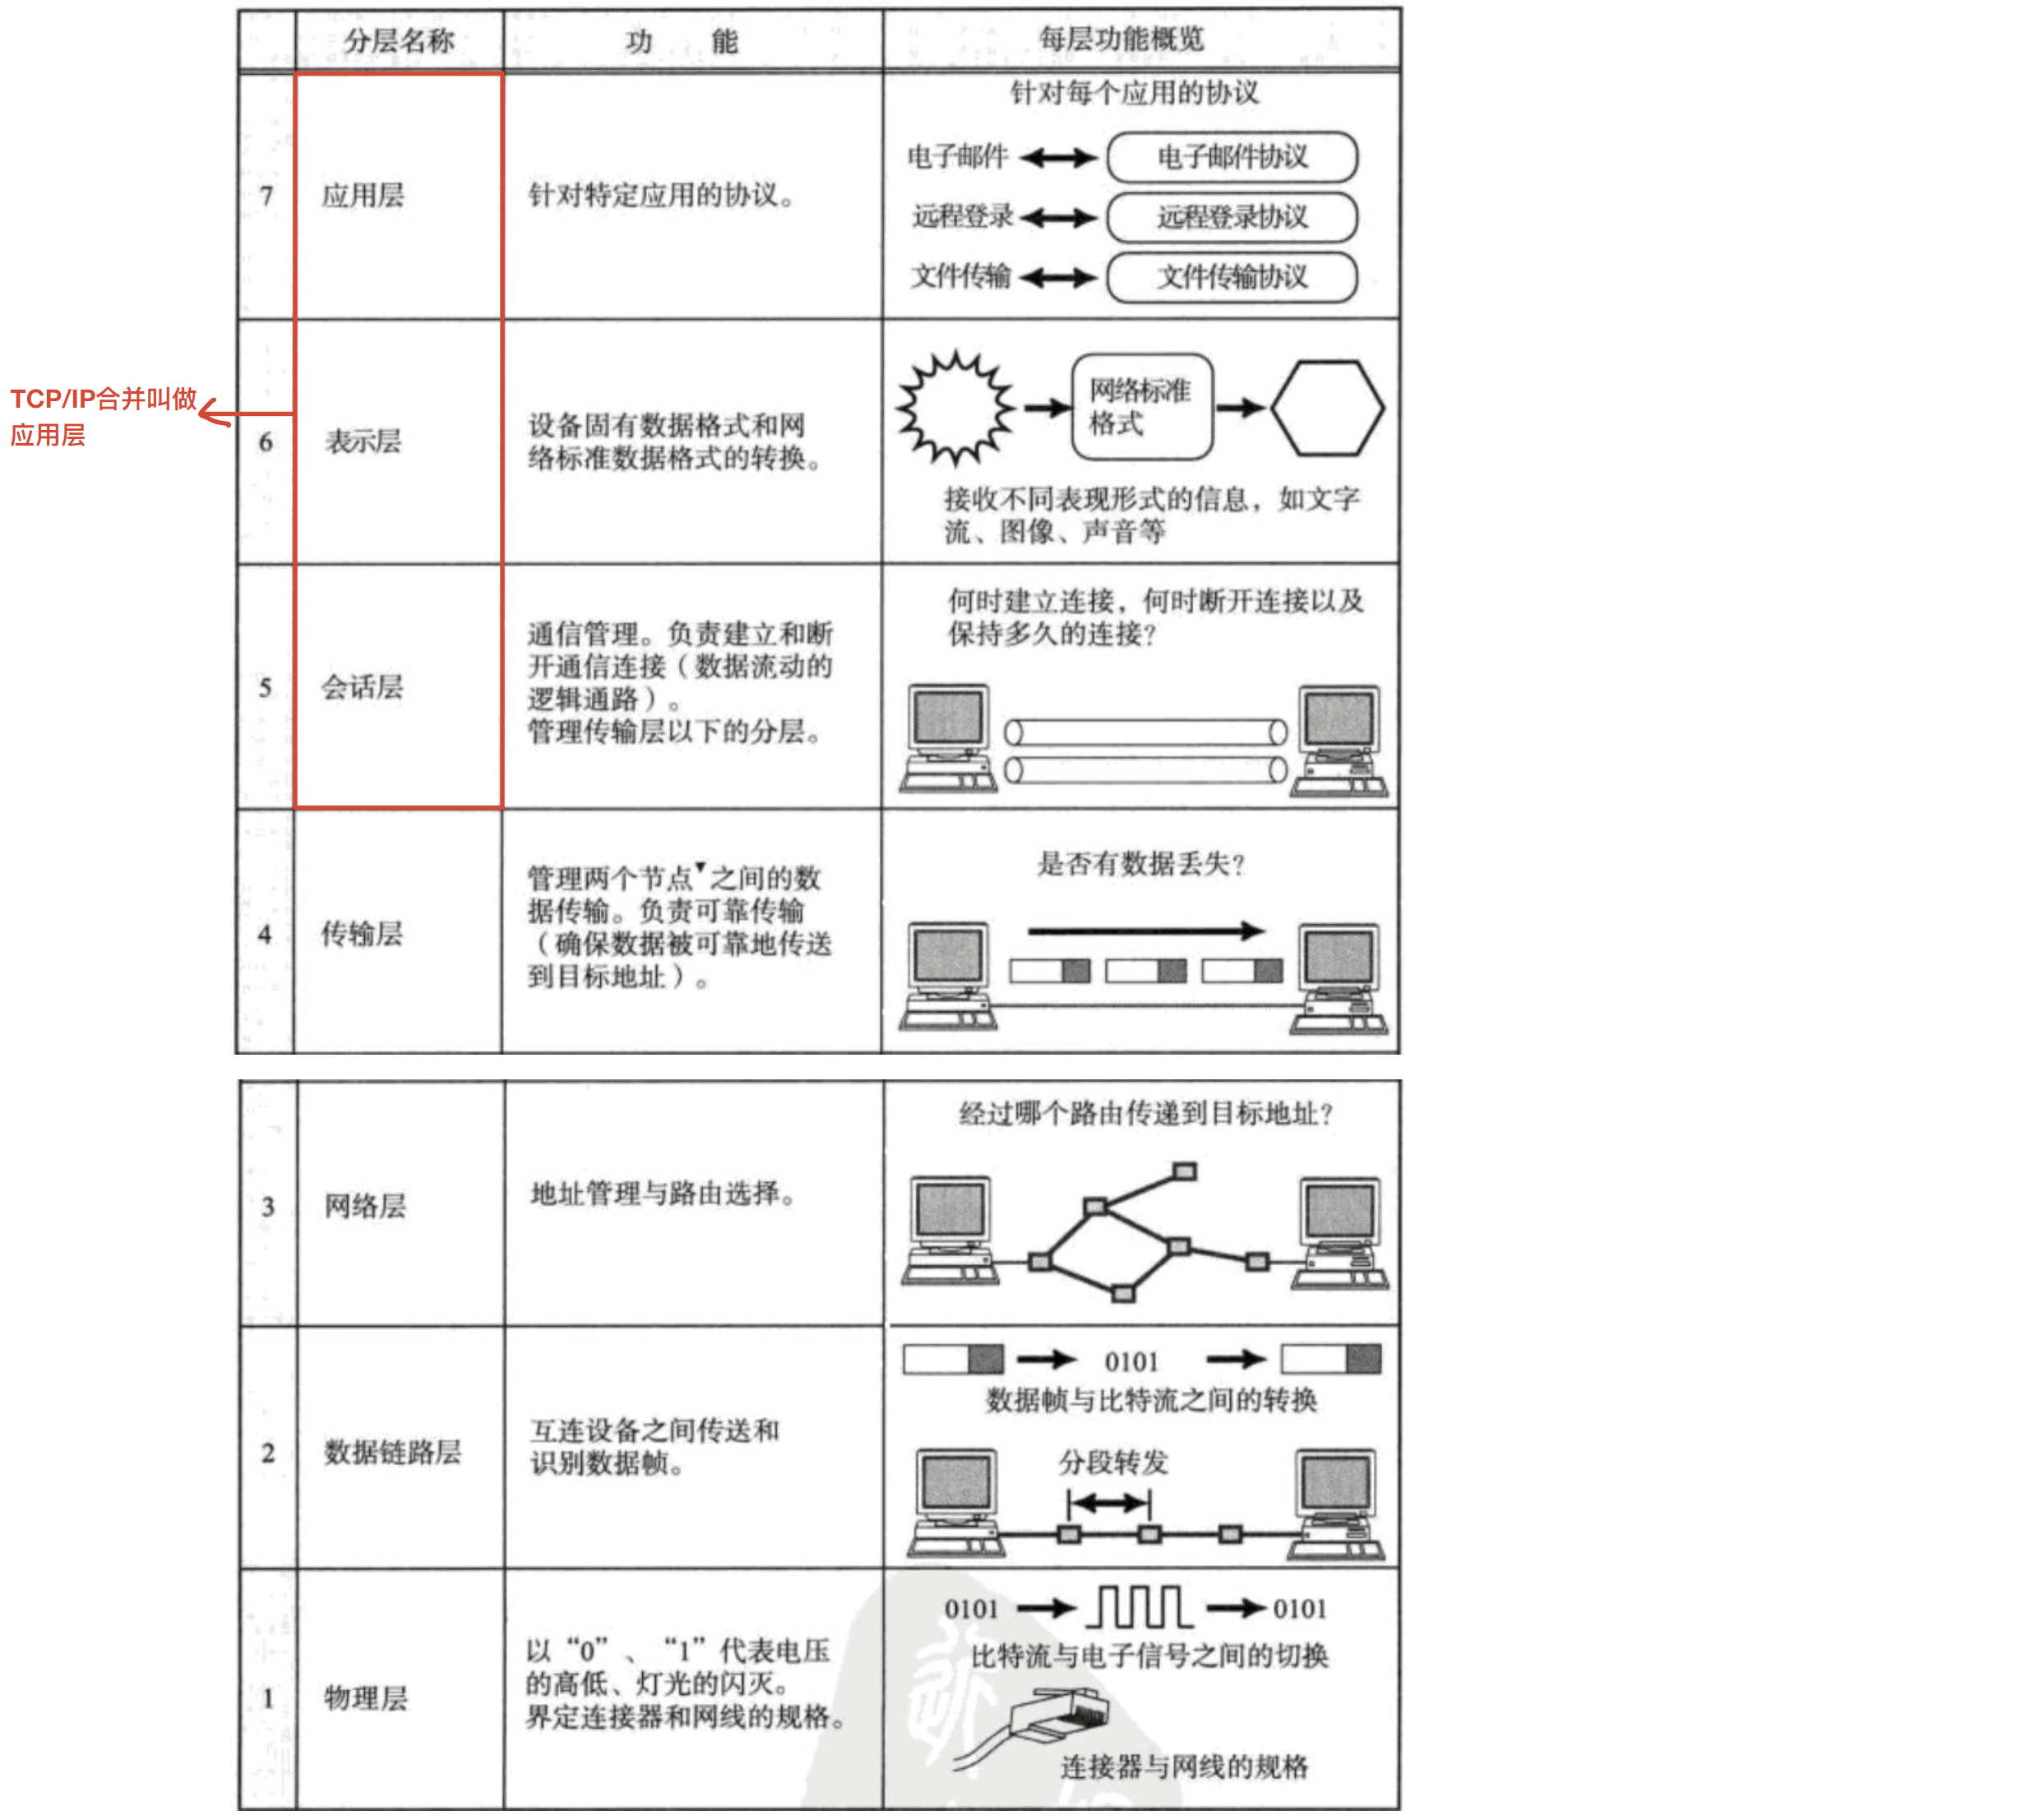 分层名称
功 能
每层功能概览
7
应用层
针对特定应用的协议。
针对每个应用的协议
电子邮件
电子邮件协议
远程登录
远程登录协议
文件传输
文件传输协议
TCP/IP合并叫做
应用层
6
表示层
设备固有数据格式和网
络标准数据格式的转换。
网络标准
格式
接收不同表现形式的信息，如文字
流、图像、声音等
5
会话层
通信管理。负责建立和断
开通信连接（数据流动的
逻辑通路）。
管理传输层以下的分层。
何时建立连接，何时断开连接以及
保持多久的连接？
4
传输层
管理两个节点▼之间的数
据传输。负责可靠传输
（确保数据被可靠地传送
到目标地址）。
是否有数据丢失？
3
网络层
地址管理与路由选择。
经过哪个路由传递到目标地址？
2
数据链路层
互连设备之间传送和
识别数据帧。
0101
数据帧与比特流之间的转换
分段转发
1
物理层
以“0”、“1”代表电压
的高低、灯光的闪灭。
界定连接器和网线的规格。
0101
0101
比特流与电子信号之间的切换
连接器与网线的规格